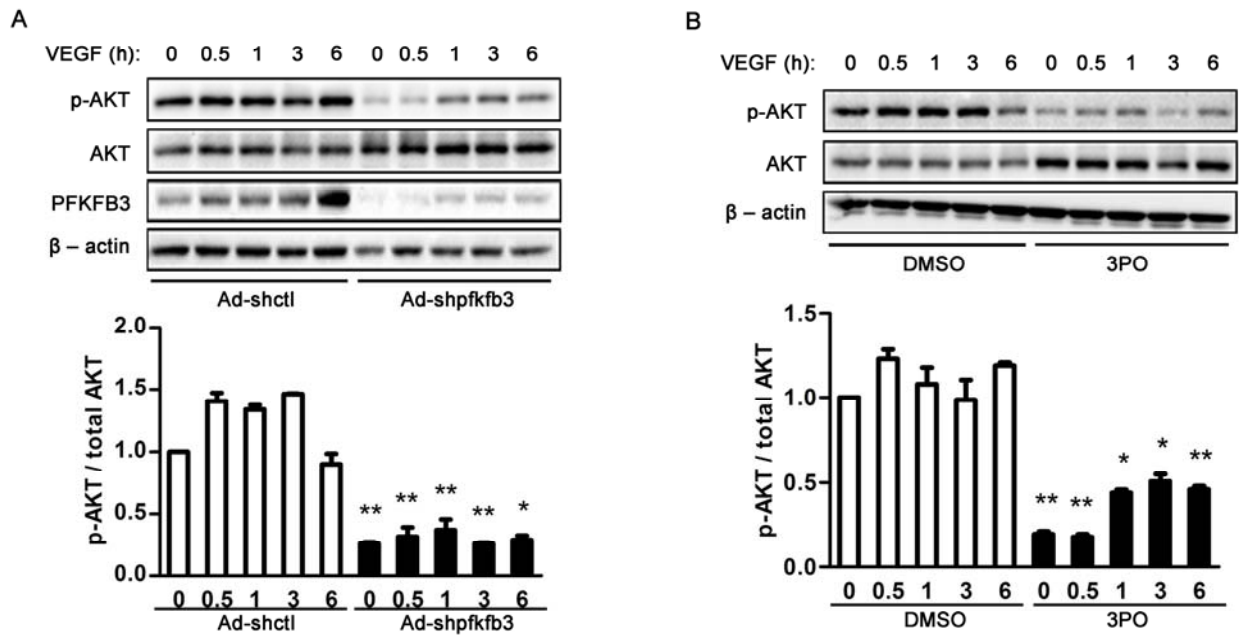 A
VEGF (h): 0 0.5 1 3 6 0 0.5 1 3 6
p-AKT
AKT
PFKFB3
β – actin
Ad-shctl Ad-shpfkfb3
p-AKT / total AKT
2.0
1.5
1.0
0.5
0.0
** ** ** ** *
0 0.5 1 3 6 0 0.5 1 3 6
Ad-shctl Ad-shpfkfb3
B
VEGF (h): 0 0.5 1 3 6 0 0.5 1 3 6
p-AKT
AKT
β – actin
DMSO 3PO
p-AKT / total AKT
1.5
1.0
0.5
0.0
** ** * * **
0 0.5 1 3 6 0 0.5 1 3 6
DMSO 3PO